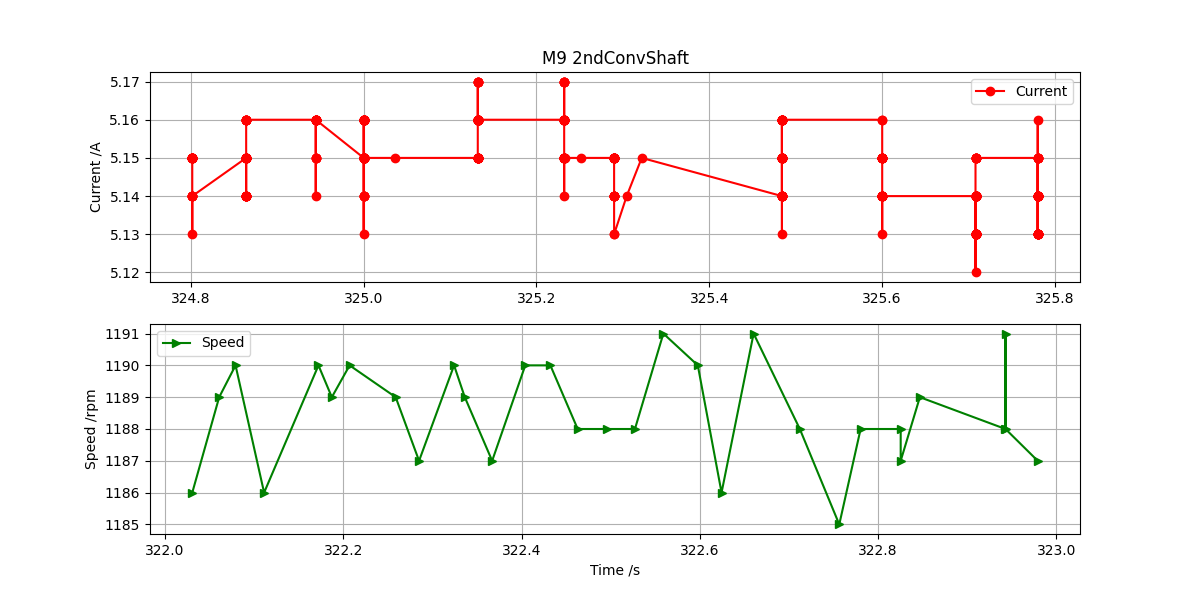 M9 2ndConvShaft
5.17
5.16
5.15
5.14
5.13
5.12
Current /A
Current
324.8 325.0 325.2 325.4 325.6 325.8
1191
1190
1189
1188
1187
1186
1185
Speed /rpm
Speed
322.0 322.2 322.4 322.6 322.8 323.0
Time /s